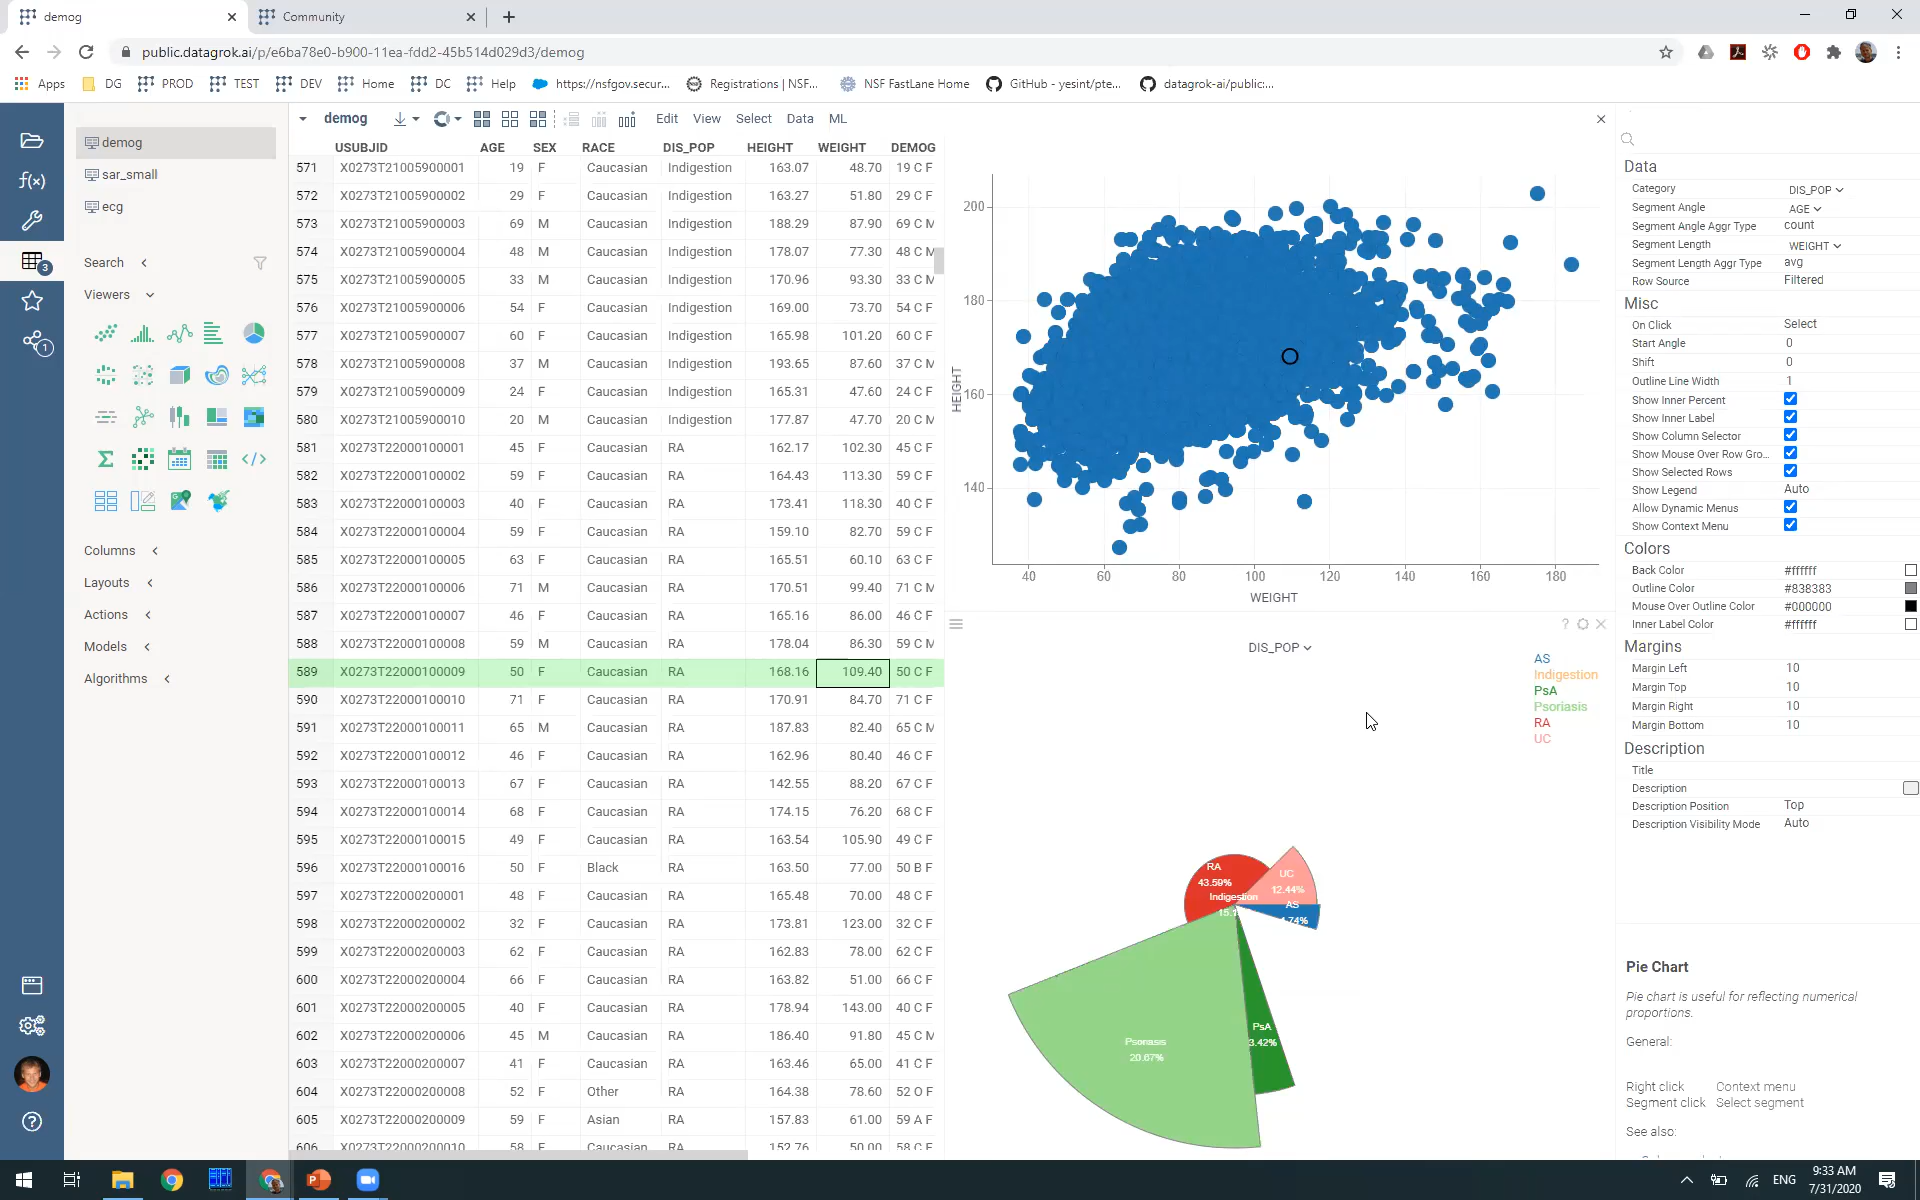 demog
Community
public.datagrok.ai/p/e6ba78e0-b900-11ea-fdd2-45b514d029d3/demog
Apps DG PROD TEST DEV Home DC Help https://nsfgov.secur... Registrations | NSF... NSF FastLane Home GitHub - yesint/pte... datagrok-ai/public:...
demog Edit View Select Data ML
demog
sar_small
ecg
3
1
Search
Viewers
Columns
Layouts
Actions
Models
Algorithms
USUBJID AGE SEX RACE DIS_POP HEIGHT WEIGHT DEMOG
571 X0273T21005900001 19 F Caucasian Indigestion 163.07 48.70 19 C F
572 X0273T21005900002 29 F Caucasian Indigestion 163.27 51.80 29 C F
573 X0273T21005900003 69 M Caucasian Indigestion 188.29 87.90 69 C M
574 X0273T21005900004 48 M Caucasian Indigestion 178.07 77.30 48 C M
575 X0273T21005900005 33 M Caucasian Indigestion 170.96 93.30 33 C M
576 X0273T21005900006 54 F Caucasian Indigestion 169.00 73.70 54 C F
577 X0273T21005900007 60 F Caucasian Indigestion 165.98 101.20 60 C F
578 X0273T21005900008 37 M Caucasian Indigestion 193.65 87.60 37 C M
579 X0273T21005900009 24 F Caucasian Indigestion 165.31 47.60 24 C F
580 X0273T21005900010 20 M Caucasian Indigestion 177.87 47.70 20 C M
581 X0273T22000100001 45 F Caucasian RA 162.17 102.30 45 C F
582 X0273T22000100002 59 F Caucasian RA 164.43 113.30 59 C F
583 X0273T22000100003 40 F Caucasian RA 173.41 118.30 40 C F
584 X0273T22000100004 59 F Caucasian RA 159.10 82.70 59 C F
585 X0273T22000100005 63 F Caucasian RA 165.51 60.10 63 C F
586 X0273T22000100006 71 M Caucasian RA 170.51 99.40 71 C M
587 X0273T22000100007 46 F Caucasian RA 165.16 86.00 46 C F
588 X0273T22000100008 59 M Caucasian RA 178.04 86.30 59 C M
589 X0273T22000100009 50 F Caucasian RA 168.16 109.40 50 C F
590 X0273T22000100010 71 F Caucasian RA 170.91 84.70 71 C F
591 X0273T22000100011 65 M Caucasian RA 187.83 82.40 65 C M
592 X0273T22000100012 46 F Caucasian RA 162.96 80.40 46 C F
593 X0273T22000100013 67 F Caucasian RA 142.55 88.20 67 C F
594 X0273T22000100014 68 F Caucasian RA 174.15 76.20 68 C F
595 X0273T22000100015 49 F Caucasian RA 163.54 105.90 49 C F
596 X0273T22000100016 50 F Black RA 163.50 77.00 50 B F
597 X0273T22000200001 48 F Caucasian RA 165.48 70.00 48 C F
598 X0273T22000200002 32 F Caucasian RA 173.81 123.00 32 C F
599 X0273T22000200003 62 F Caucasian RA 162.83 78.00 62 C F
600 X0273T22000200004 66 F Caucasian RA 163.82 51.00 66 C F
601 X0273T22000200005 40 F Caucasian RA 178.94 143.00 40 C F
602 X0273T22000200006 45 M Caucasian RA 186.40 91.80 45 C M
603 X0273T22000200007 41 F Caucasian RA 163.46 65.00 41 C F
604 X0273T22000200008 52 F Other RA 164.38 78.60 52 O F
605 X0273T22000200009 59 F Asian RA 157.83 61.00 59 A F
606 X0273T22000200010 58 F Caucasian RA 152.76 50.00 58 C F
200
180
160
140
HEIGHT
40 60 80 100 120 140 160 180
WEIGHT
DIS_POP
AS
Indigestion
PsA
Psoriasis
RA
UC
RA
43.59%
UC
12.44%
Indigestion
15.1
AS
4.74%
PsA
3.42%
Psoriasis
20.67%
Data
Category DIS_POP
Segment Angle AGE
Segment Angle Aggr Type count
Segment Length WEIGHT
Segment Length Aggr Type avg
Row Source Filtered
Misc
On Click Select
Start Angle 0
Shift 0
Outline Line Width 1
Show Inner Percent
Show Inner Label
Show Column Selector
Show Mouse Over Row Gro...
Show Selected Rows
Show Legend Auto
Allow Dynamic Menus
Show Context Menu
Colors
Back Color #ffffff
Outline Color #838383
Mouse Over Outline Color #000000
Inner Label Color #ffffff
Margins
Margin Left 10
Margin Top 10
Margin Right 10
Margin Bottom 10
Description
Title
Description
Description Position Top
Description Visibility Mode Auto
Pie Chart
Pie chart is useful for reflecting numerical
proportions.
General:
Right click Context menu
Segment click Select segment
See also:
ENG
9:33 AM
7/31/2020